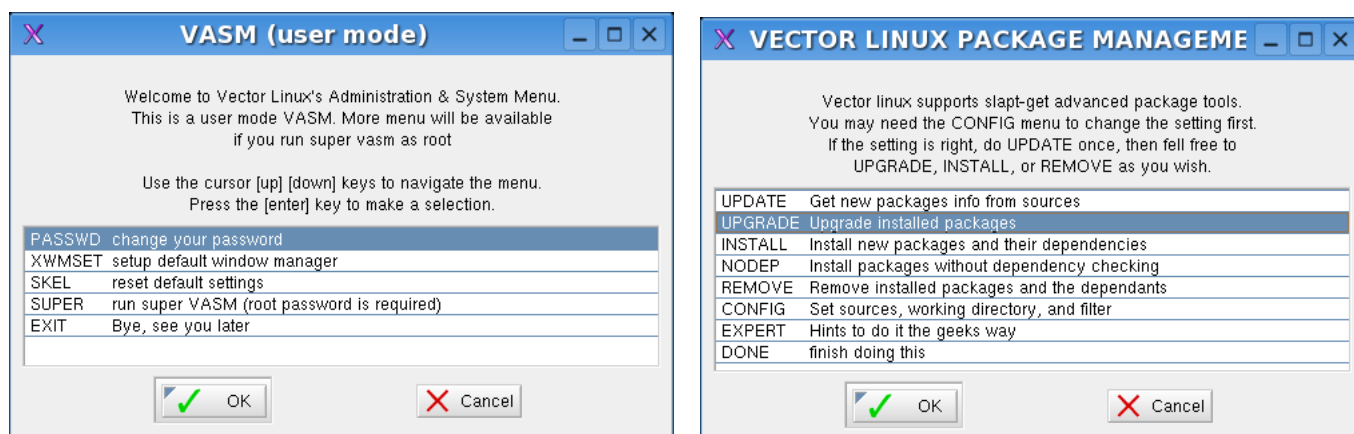 VASM (user mode)
Welcome to Vector Linux's Administration & System Menu.
This is a user mode VASM. More menu will be available
if you run super vasm as root
Use the cursor [up] [down] keys to navigate the menu.
Press the [enter] key to make a selection.
PASSWD change your password
XWMSET setup default window manager
SKEL reset default settings
SUPER run super VASM (root password is required)
EXIT Bye, see you later
OK Cancel
VECTOR LINUX PACKAGE MANAGEME
Vector linux supports slapt-get advanced package tools.
You may need the CONFIG menu to change the setting first.
If the setting is right, do UPDATE once, then fell free to
UPGRADE, INSTALL, or REMOVE as you wish.
UPDATE Get new packages info from sources
UPGRADE Upgrade installed packages
INSTALL Install new packages and their dependencies
NODEP Install packages without dependency checking
REMOVE Remove installed packages and the dependants
CONFIG Set sources, working directory, and filter
EXPERT Hints to do it the geeks way
DONE finish doing this
OK Cancel